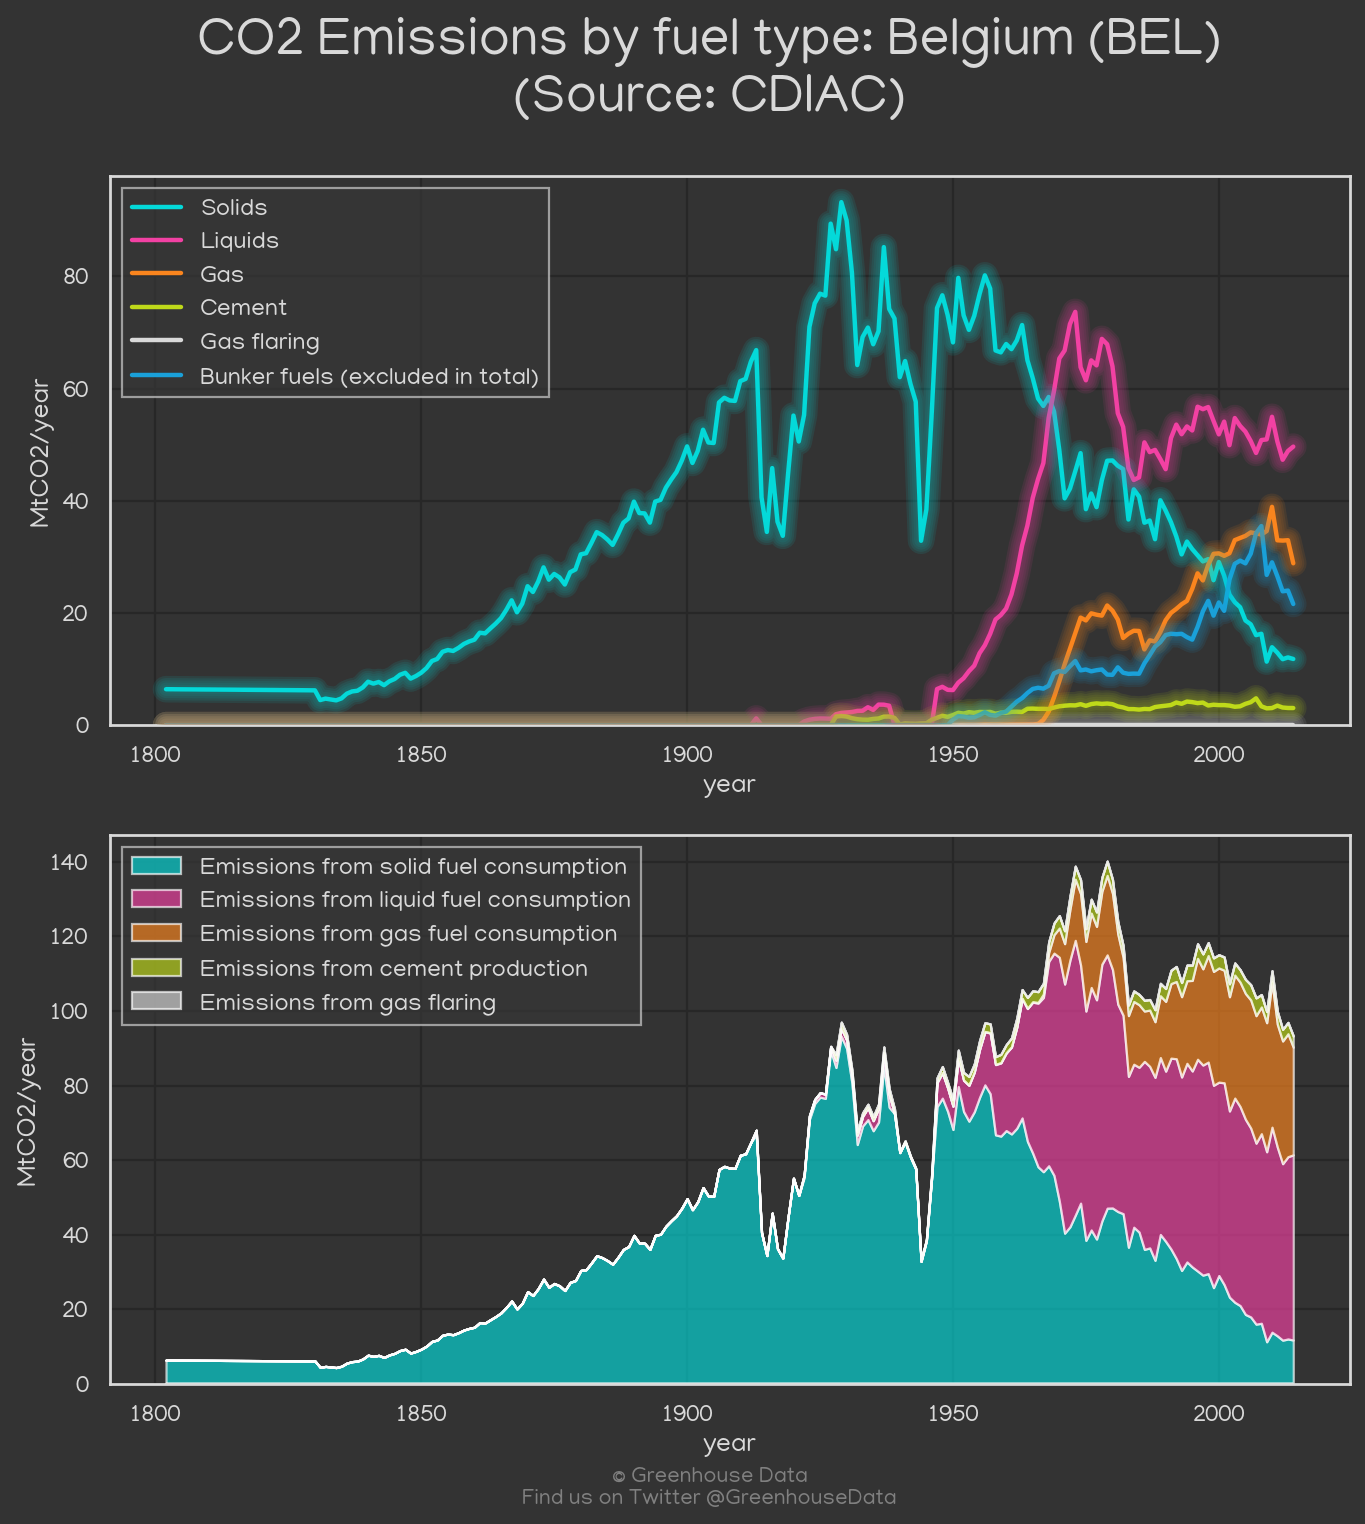 CO2 Emissions by fuel type: Belgium (BEL)
(Source: CDIAC)
Solids
Liquids
Gas
Cement
Gas flaring
Bunker fuels (excluded in total)
MtCO2/year
80
60
40
20
0
1800 1850 1900 1950 2000
year
Emissions from solid fuel consumption
Emissions from liquid fuel consumption
Emissions from gas fuel consumption
Emissions from cement production
Emissions from gas flaring
MtCO2/year
140
120
100
80
60
40
20
0
1800 1850 1900 1950 2000
year
© Greenhouse Data
Find us on Twitter @GreenhouseData